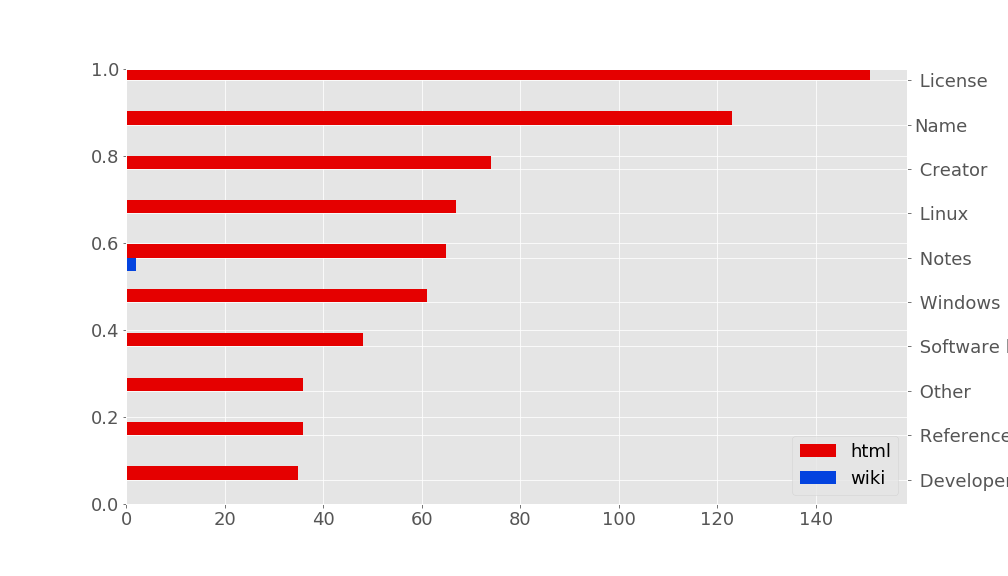 1.0
License
Name
0.8
Creator
Linux
0.6
Notes
Windows
0.4
Software
Other
0.2
Reference
html
wiki
Developer
0.0
0 20 40 60 80 100 120 140